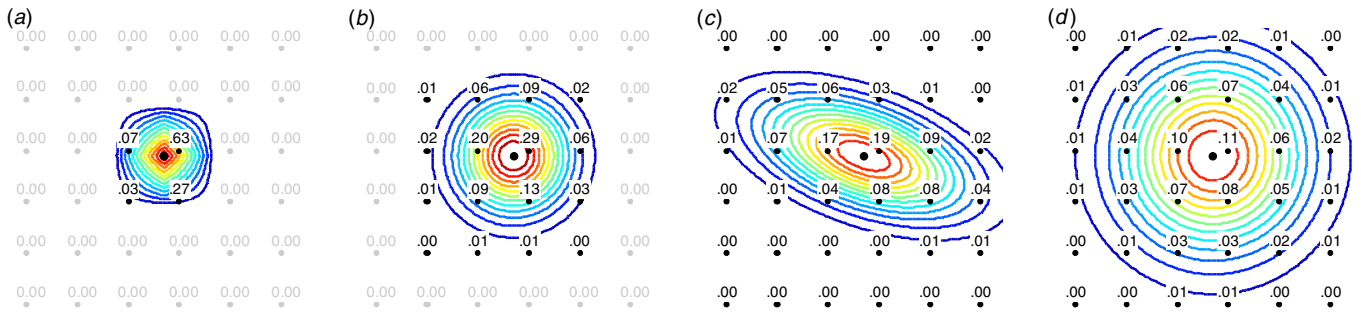 (a)
0.00 0.00 0.00 0.00 0.00 0.00
0.00 0.00 0.00 0.00 0.00 0.00
0.00 0.00 .07 .63 0.00 0.00
0.00 0.00 .03 .27 0.00 0.00
0.00 0.00 0.00 0.00 0.00 0.00
0.00 0.00 0.00 0.00 0.00 0.00
(b)
0.00 0.00 0.00 0.00 0.00 0.00
0.00 .01 .06 .09 .02 0.00
0.00 .02 .20 .29 .06 0.00
0.00 .01 .09 .13 .03 0.00
0.00 .00 .01 .01 .00 0.00
0.00 0.00 0.00 0.00 0.00 0.00
(c)
.00 .00 .00 .00 .00 .00
.02 .05 .06 .03 .00 .00
.01 .07 .17 .19 .09 .02
.00 .01 .04 .08 .08 .04
.00 .00 .00 .01 .01 .01
.00 .00 .00 .00 .00 .00
(d)
.00 .01 .02 .02 .01 .00
.01 .03 .06 .07 .04 .01
.01 .04 .10 .11 .06 .02
.01 .03 .07 .08 .05 .01
.00 .01 .03 .03 .02 .01
.00 .00 .01 .01 .00 .00